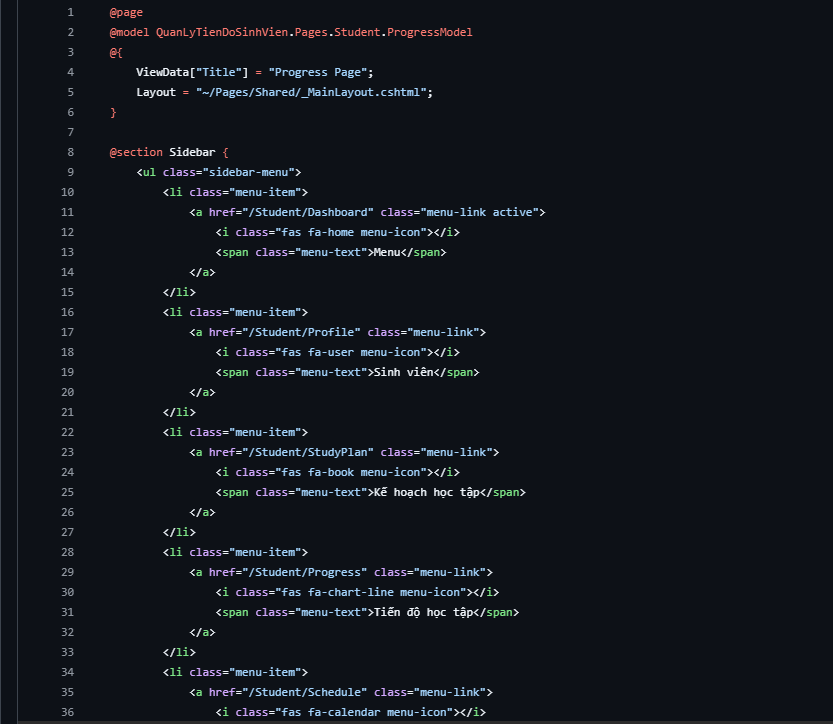 1 @page
2 @model QuanLyTienDoSinhVien.Pages.Student.ProgressModel
3 @{
4     ViewData["Title"] = "Progress Page";
5     Layout = "~/Pages/Shared/_MainLayout.cshtml";
6 }
7
8 @section Sidebar {
9     <ul class="sidebar-menu">
10         <li class="menu-item">
11             <a href="/Student/Dashboard" class="menu-link active">
12                 <i class="fas fa-home menu-icon"></i>
13                 <span class="menu-text">Menu</span>
14             </a>
15         </li>
16         <li class="menu-item">
17             <a href="/Student/Profile" class="menu-link">
18                 <i class="fas fa-user menu-icon"></i>
19                 <span class="menu-text">Sinh viên</span>
20             </a>
21         </li>
22         <li class="menu-item">
23             <a href="/Student/StudyPlan" class="menu-link">
24                 <i class="fas fa-book menu-icon"></i>
25                 <span class="menu-text">Kế hoạch học tập</span>
26             </a>
27         </li>
28         <li class="menu-item">
29             <a href="/Student/Progress" class="menu-link">
30                 <i class="fas fa-chart-line menu-icon"></i>
31                 <span class="menu-text">Tiến độ học tập</span>
32             </a>
33         </li>
34         <li class="menu-item">
35             <a href="/Student/Schedule" class="menu-link">
36                 <i class="fas fa-calendar menu-icon"></i>